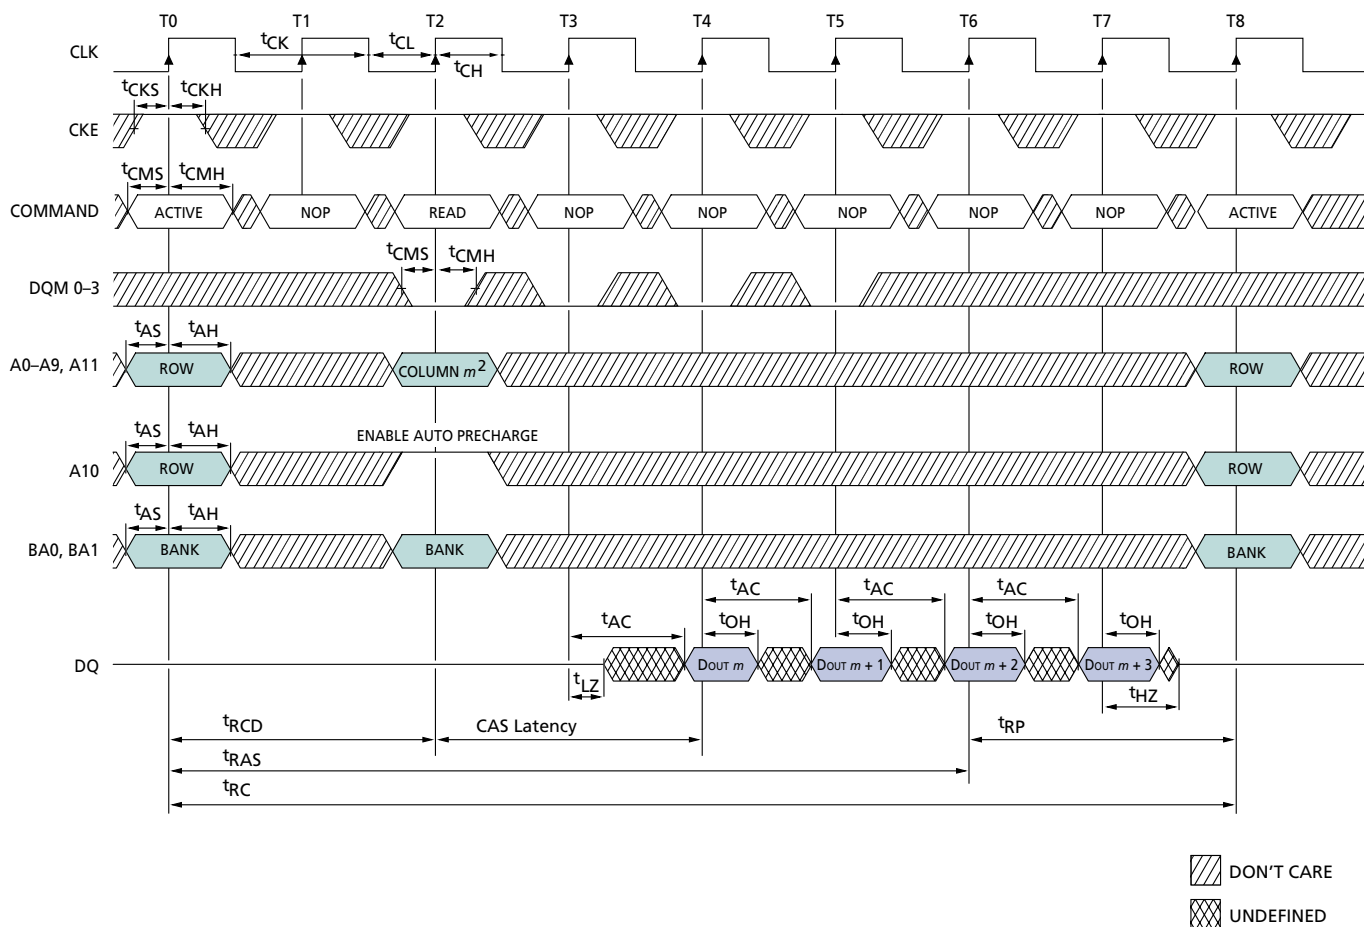 T0 T1 T2 T3 T4 T5 T6 T7 T8
CLK
tCK tCL
tCH
tCKS tCKH
CKE
tCMS tCMH
COMMAND ACTIVE NOP READ NOP NOP NOP NOP NOP ACTIVE
tCMS tCMH
DQM 0–3
tAS tAH
A0–A9, A11 ROW COLUMN m2 ROW
tAS tAH
ENABLE AUTO PRECHARGE
A10 ROW ROW
tAS tAH
BA0, BA1 BANK BANK BANK
tAC tAC tAC
tAC tOH tOH tOH tOH
DQ DOUT m DOUT m + 1 DOUT m + 2 DOUT m + 3
tLZ tHZ
tRCD CAS Latency tRP
tRAS
tRC
DON'T CARE
UNDEFINED